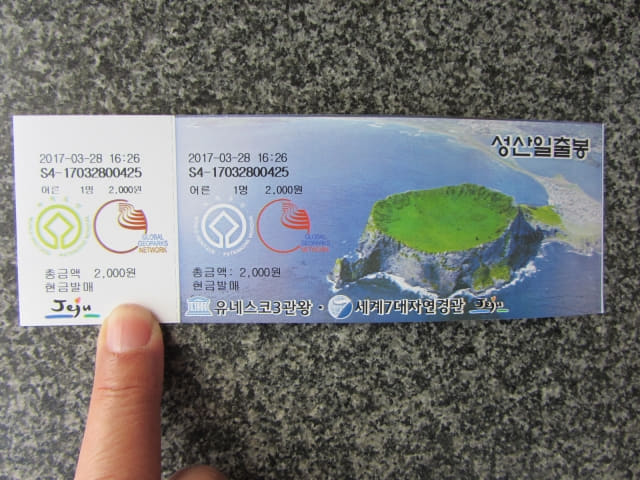 2017-03-28 16:26
S4-17032800425
어른 1명 2,000원
GLOBAL
GEOPARKS
NETWORK
총금액 2,000원
현금발매
Jeju
2017-03-28 16:26
S4-17032800425
어른 1명 2,000원
GLOBAL
GEOPARKS
NETWORK
총금액: 2,000원
현금발매
성산일출봉
유네스코3관왕 · 세계7대자연경관 Jeju